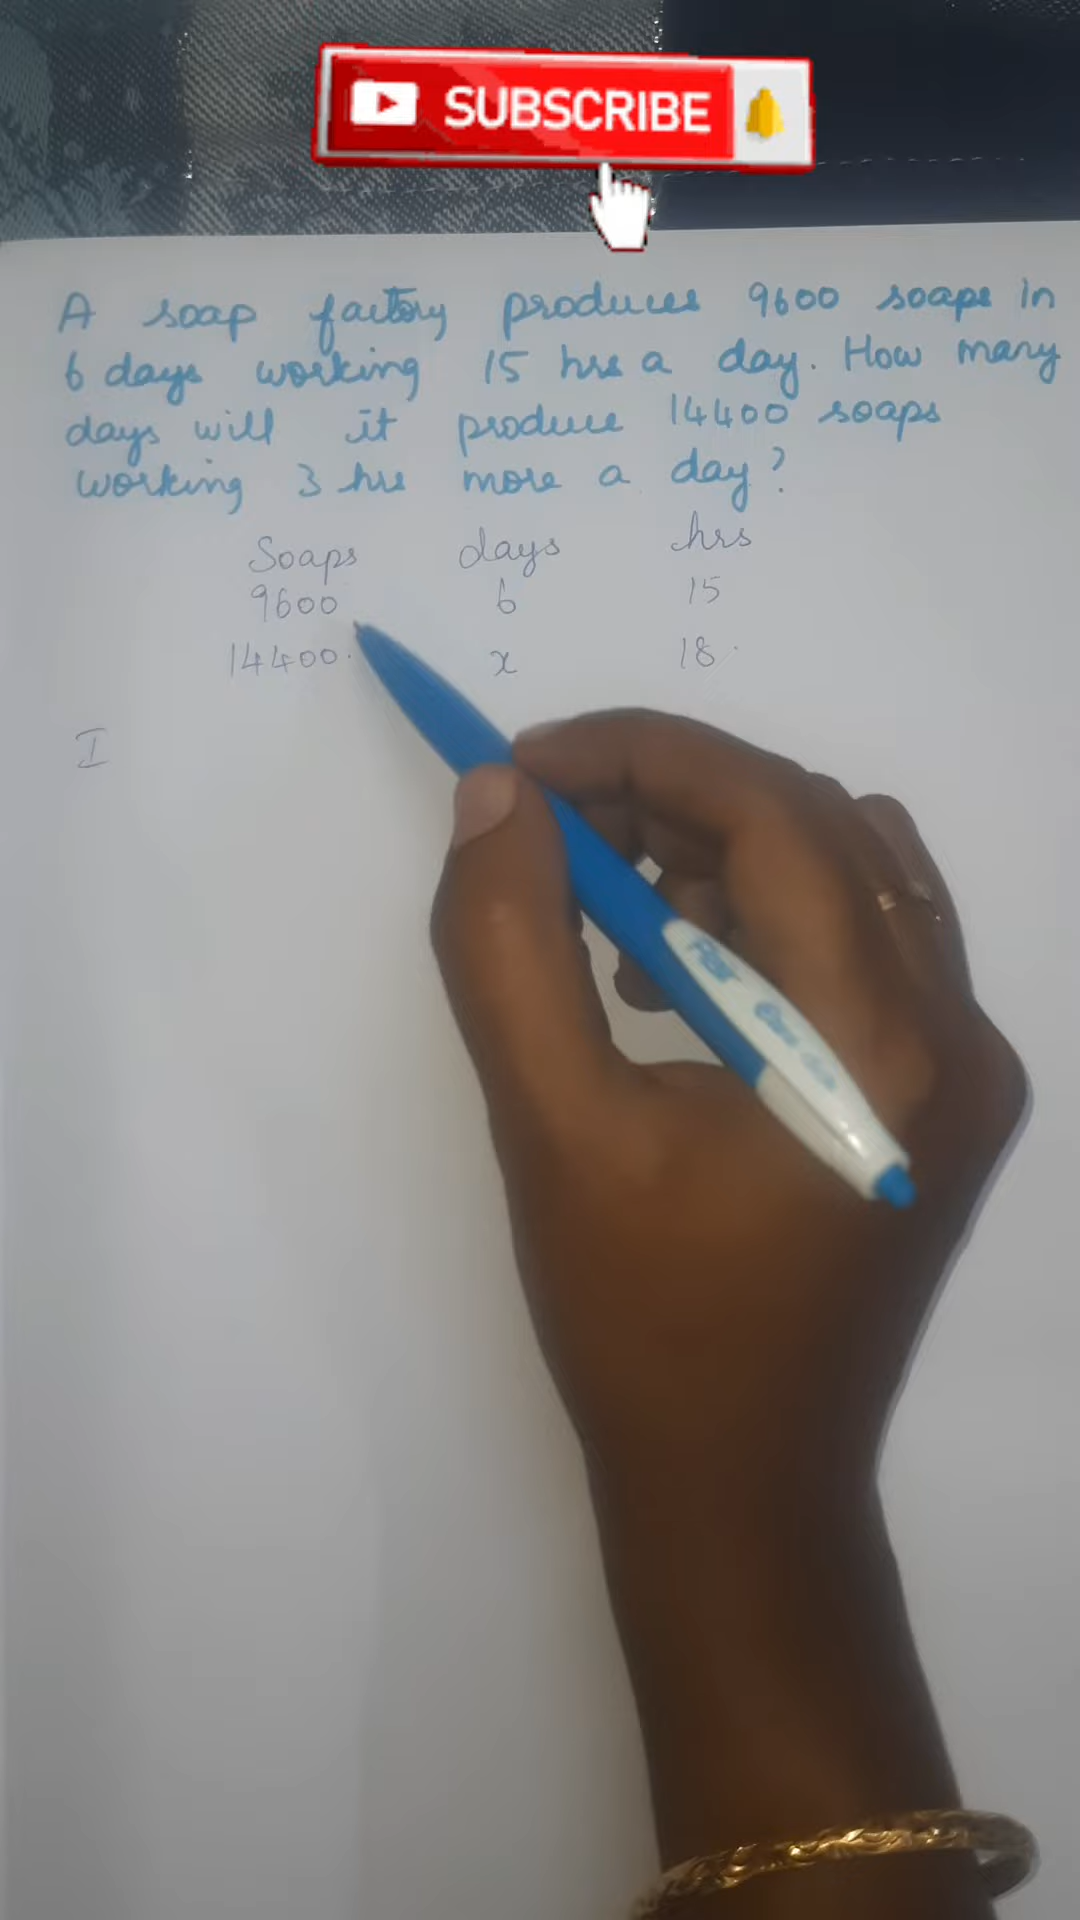 SUBSCRIBE
A soap factory produces 9600 soaps in
6 days working 15 hrs a day. How many
days will it produce 14400 soaps
working 3 hrs more a day?
Soaps days hrs
9600 6 15
14400 x 18
I